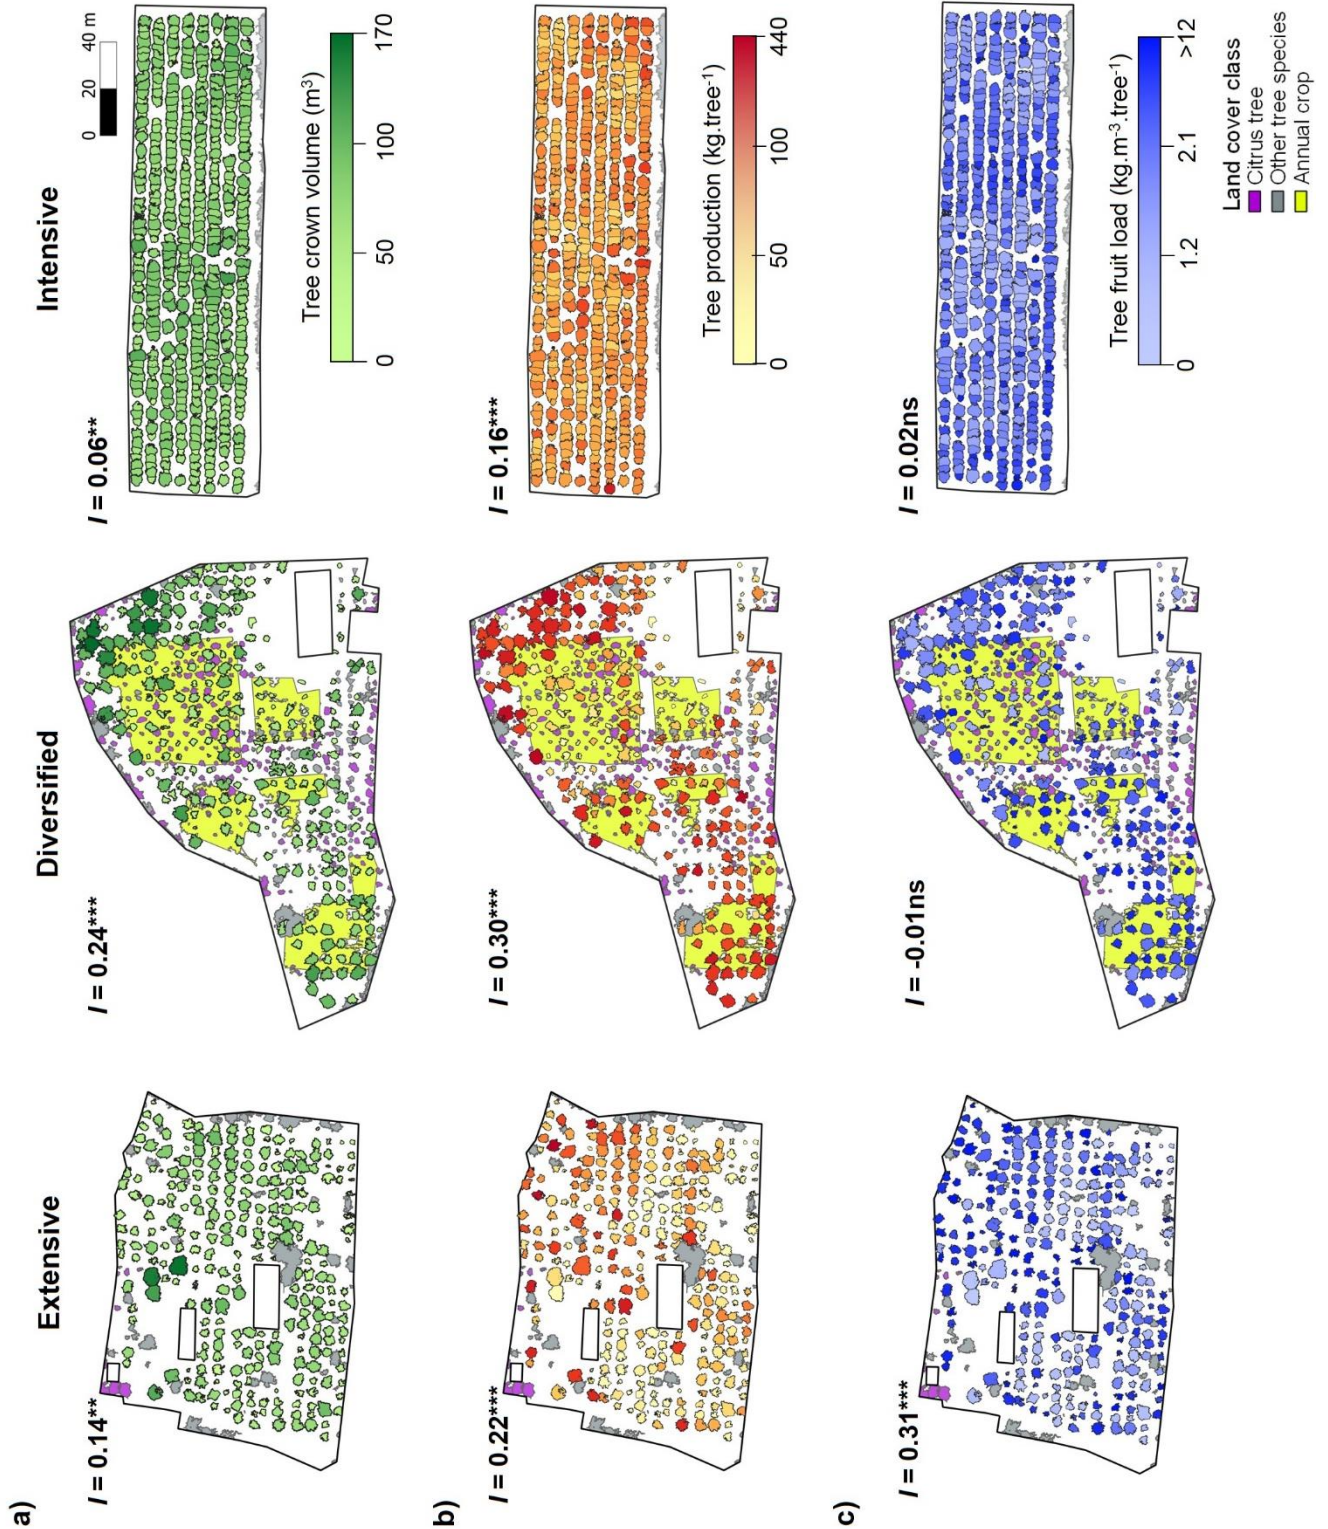 Extensive
Diversified
Intensive
a)
I = 0.14**
I = 0.24***
I = 0.06**
0 20 40 m
Tree crown volume (m³)
0 50 100 170
b)
I = 0.22***
I = 0.30***
I = 0.16***
Tree production (kg.tree⁻¹)
0 50 100 440
c)
I = 0.31***
I = -0.01ns
I = 0.02ns
Tree fruit load (kg.m⁻³.tree⁻¹)
0 1.2 2.1 >12
Land cover class
Citrus tree
Other tree species
Annual crop